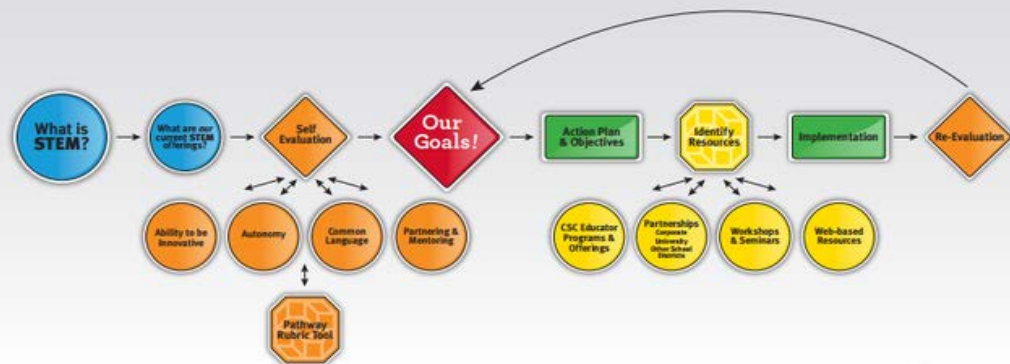 What is
STEM?
What are our
current STEM
offerings?
Self
Evaluation
Our
Goals!
Action Plan
& Objectives
Identify
Resources
Implementation
Re-Evaluation
Ability to be
Innovative
Autonomy
Common
Language
Partnering &
Mentoring
CSC Educator
Programs &
Offerings
Partnerships
Corporate
University
Other School
Districts
Workshops
& Seminars
Web-based
Resources
Pathway
Rubric Tool